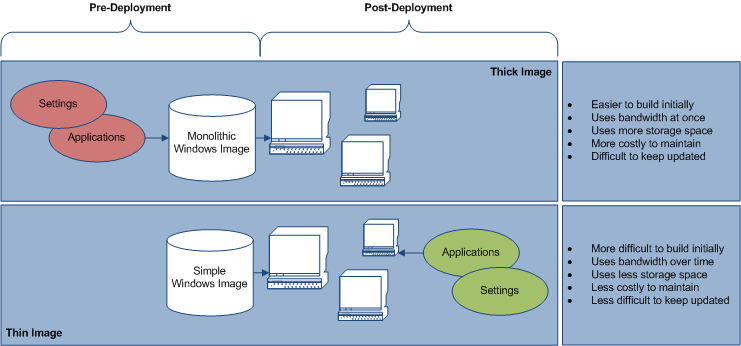 Pre-Deployment
Post-Deployment
Thick Image
Settings
Applications
Monolithic
Windows Image
• Easier to build initially
• Uses bandwidth at once
• Uses more storage space
• More costly to maintain
• Difficult to keep updated
Simple
Windows Image
Applications
Settings
Thin Image
• More difficult to build initially
• Uses bandwidth over time
• Uses less storage space
• Less costly to maintain
• Less difficult to keep updated